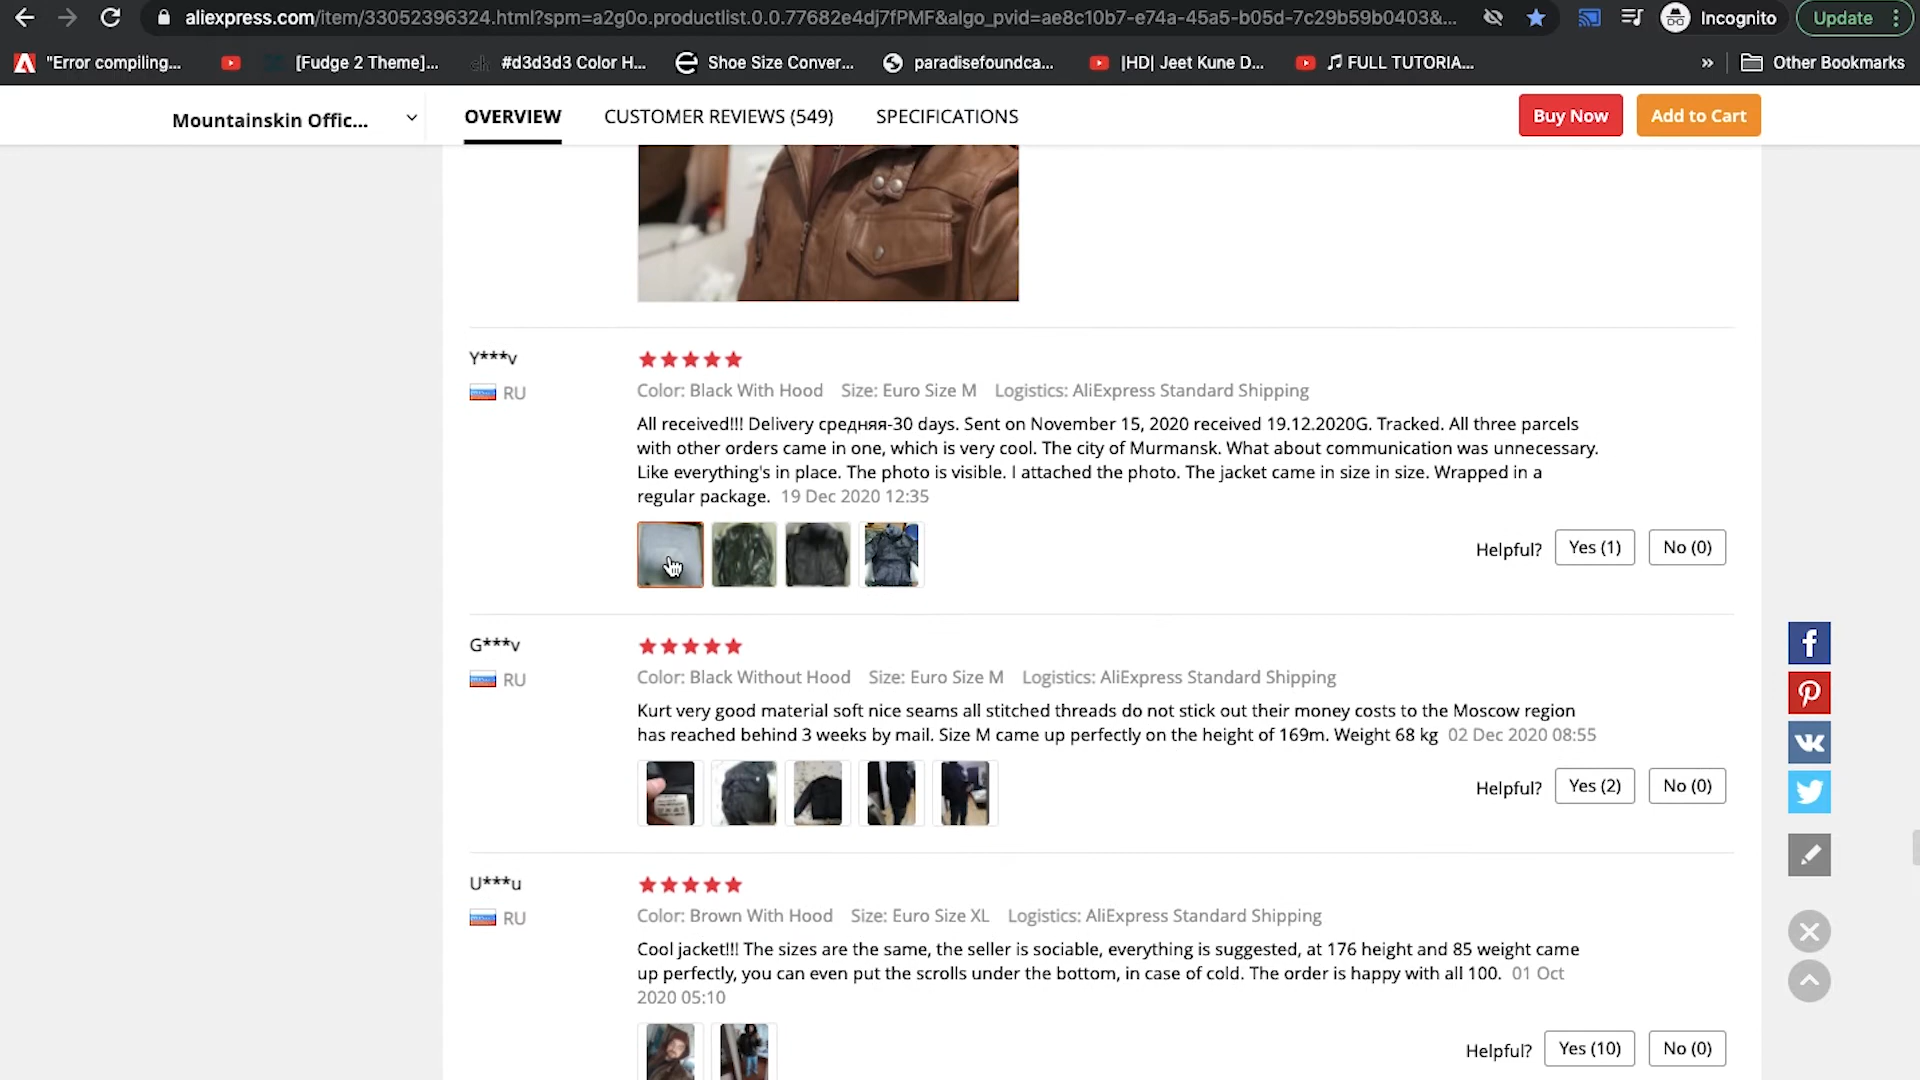 aliexpress.com/item/33052396324.html?spm=a2g0o.productlist.0.0.77682e4dj7fPMF&algo_pvid=ae8c10b7-e74a-45a5-b05d-7c29b59b0403&...
Incognito
Update
"Error compiling...
[Fudge 2 Theme]...
#d3d3d3 Color H...
Shoe Size Conver...
paradisefoundca...
|HD| Jeet Kune D...
FULL TUTORIA...
»
Other Bookmarks
Mountainskin Offic...
OVERVIEW
CUSTOMER REVIEWS (549)
SPECIFICATIONS
Buy Now
Add to Cart
Y***v
RU
Color: Black With Hood Size: Euro Size M Logistics: AliExpress Standard Shipping
All received!!! Delivery средняя-30 days. Sent on November 15, 2020 received 19.12.2020G. Tracked. All three parcels
with other orders came in one, which is very cool. The city of Murmansk. What about communication was unnecessary.
Like everything's in place. The photo is visible. I attached the photo. The jacket came in size in size. Wrapped in a
regular package. 19 Dec 2020 12:35
Helpful? Yes (1) No (0)
G***v
RU
Color: Black Without Hood Size: Euro Size M Logistics: AliExpress Standard Shipping
Kurt very good material soft nice seams all stitched threads do not stick out their money costs to the Moscow region
has reached behind 3 weeks by mail. Size M came up perfectly on the height of 169m. Weight 68 kg 02 Dec 2020 08:55
Helpful? Yes (2) No (0)
U***u
RU
Color: Brown With Hood Size: Euro Size XL Logistics: AliExpress Standard Shipping
Cool jacket!!! The sizes are the same, the seller is sociable, everything is suggested, at 176 height and 85 weight came
up perfectly, you can even put the scrolls under the bottom, in case of cold. The order is happy with all 100. 01 Oct
2020 05:10
Helpful? Yes (10) No (0)